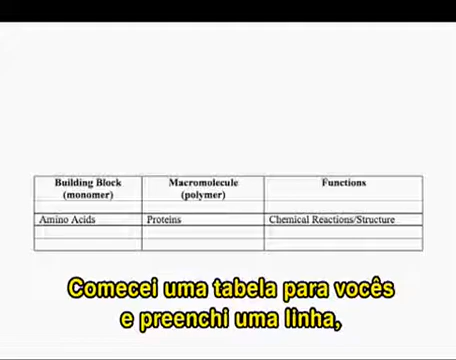 Building Block Macromolecule Functions
(monomer) (polymer)
Amino Acids Proteins Chemical Reactions/Structure
Comecei uma tabela para vocês
e preenchi uma linha,